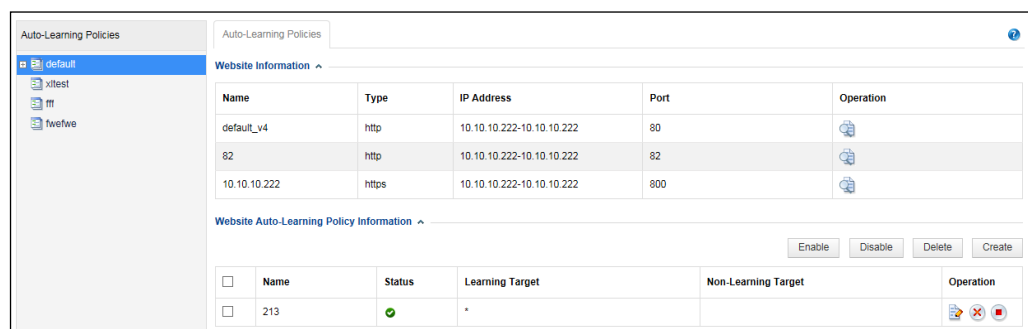 Auto-Learning Policies
default
xltest
fff
fwefwe
Auto-Learning Policies
Website Information
Name Type IP Address Port Operation
default_v4 http 10.10.10.222-10.10.10.222 80
82 http 10.10.10.222-10.10.10.222 82
10.10.10.222 https 10.10.10.222-10.10.10.222 800
Website Auto-Learning Policy Information
Enable Disable Delete Create
Name Status Learning Target Non-Learning Target Operation
213 *